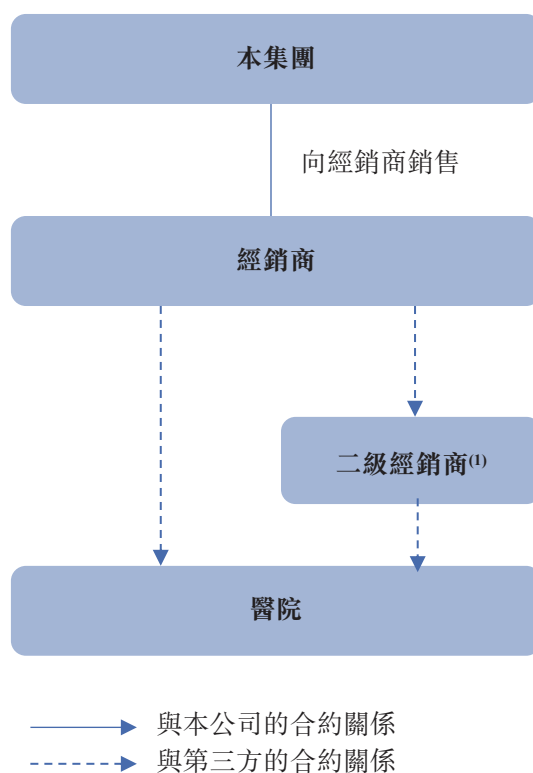 本集團
向經銷商銷售
經銷商
二級經銷商(1)
醫院
與本公司的合約關係
與第三方的合約關係